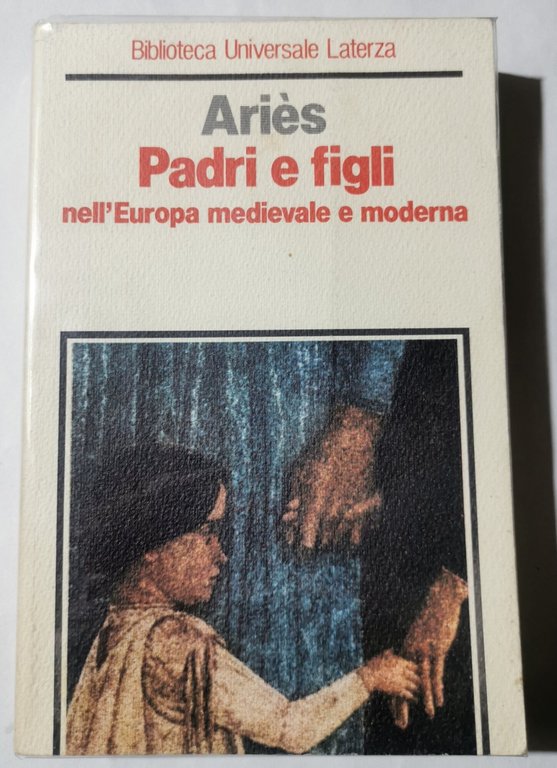 Biblioteca Universale Laterza
Ariès
Padri e figli
nell'Europa medievale e moderna